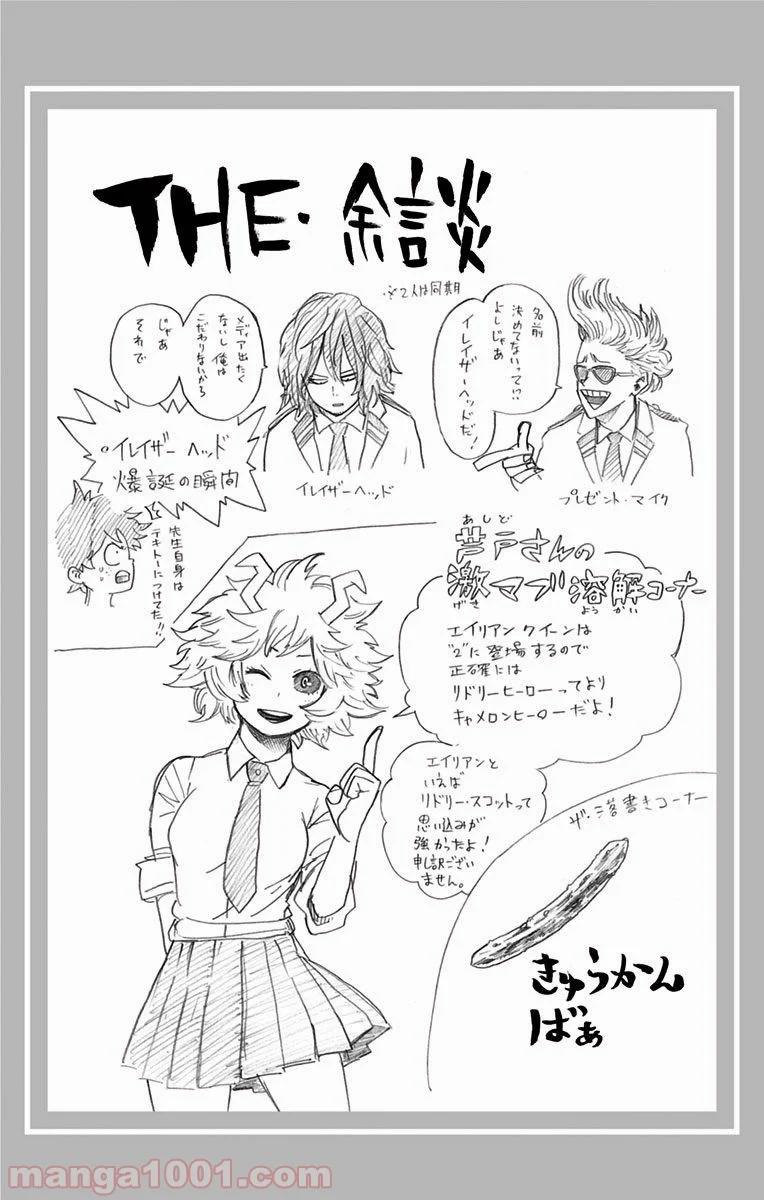 THE・余談
※2人は同期
名前
決めてないって!?
よしじゃあ
イレイザーヘッドだ!
メディア出たく
ないし俺は
こだわりないから
じゃあ
それで
プレゼント・マイク
イレイザーヘッド
・イレイザーヘッド
爆誕の瞬間
先生自身は
テキトーにつけてた!!
あしど
芦戸さんの
激マブ溶解コーナー
げき
ようかい
エイリアンクイーンは
"2"に登場するので
正確には
リドリーヒーローってより
キャメロンヒーローだよ!
エイリアンと
いえば
リドリー・スコットって
思い込みが
強かったよ!
申し訳ござい
ません。
ザ・落書きコーナー
きゅうかん
ばぁ
manga1001.com